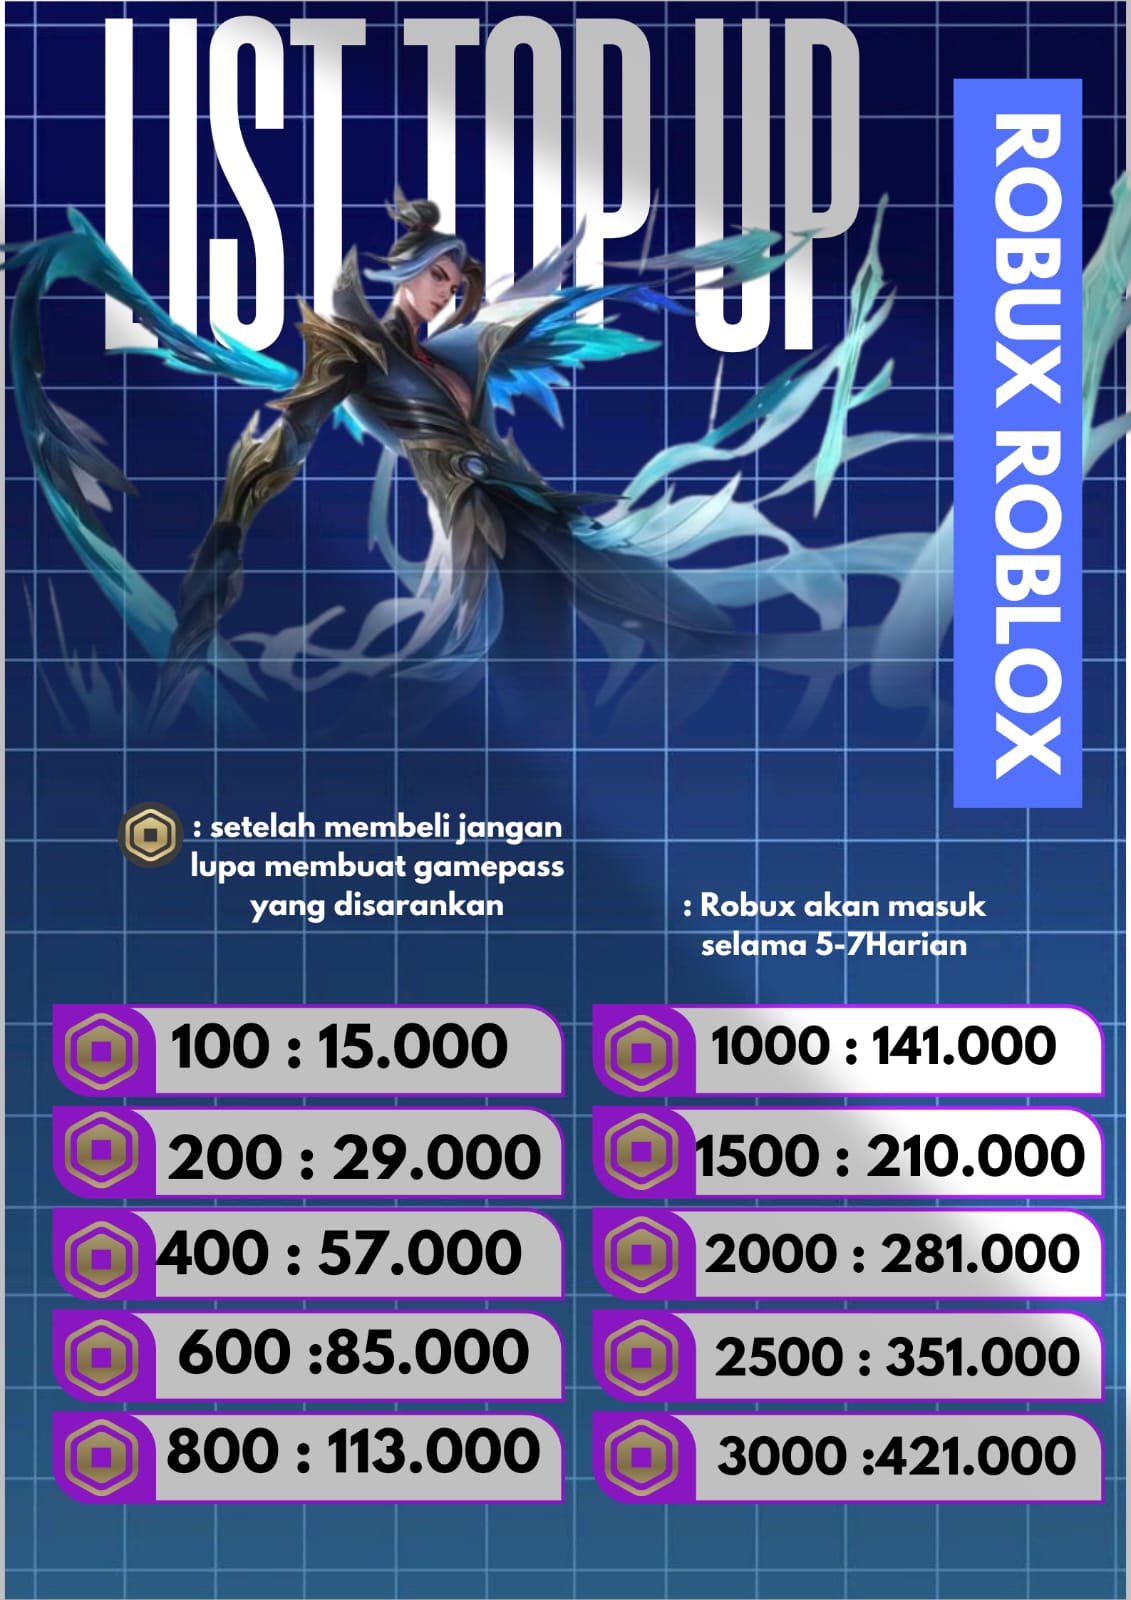 LIST TOP UP
ROBUX ROBLOX
: setelah membeli jangan
lupa membuat gamepass
yang disarankan
: Robux akan masuk
selama 5-7Harian
100 : 15.000
200 : 29.000
400 : 57.000
600 :85.000
800 : 113.000
1000 : 141.000
1500 : 210.000
2000 : 281.000
2500 : 351.000
3000 :421.000